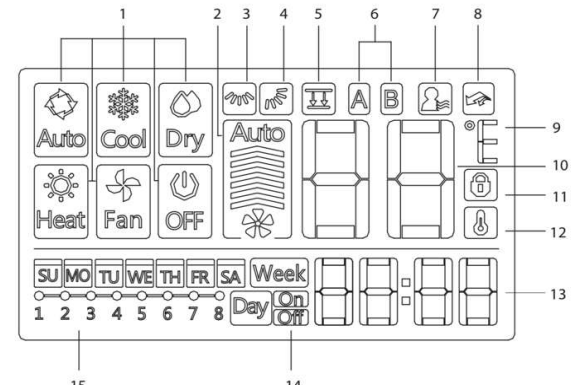 1 2 3 4 5 6 7 8
A B
Auto Cool Dry Auto
9
10
Heat Fan OFF
11
12
SU MO TU WE TH FR SA Week
Day On
Off
1 2 3 4 5 6 7 8
88:88 13
15 14